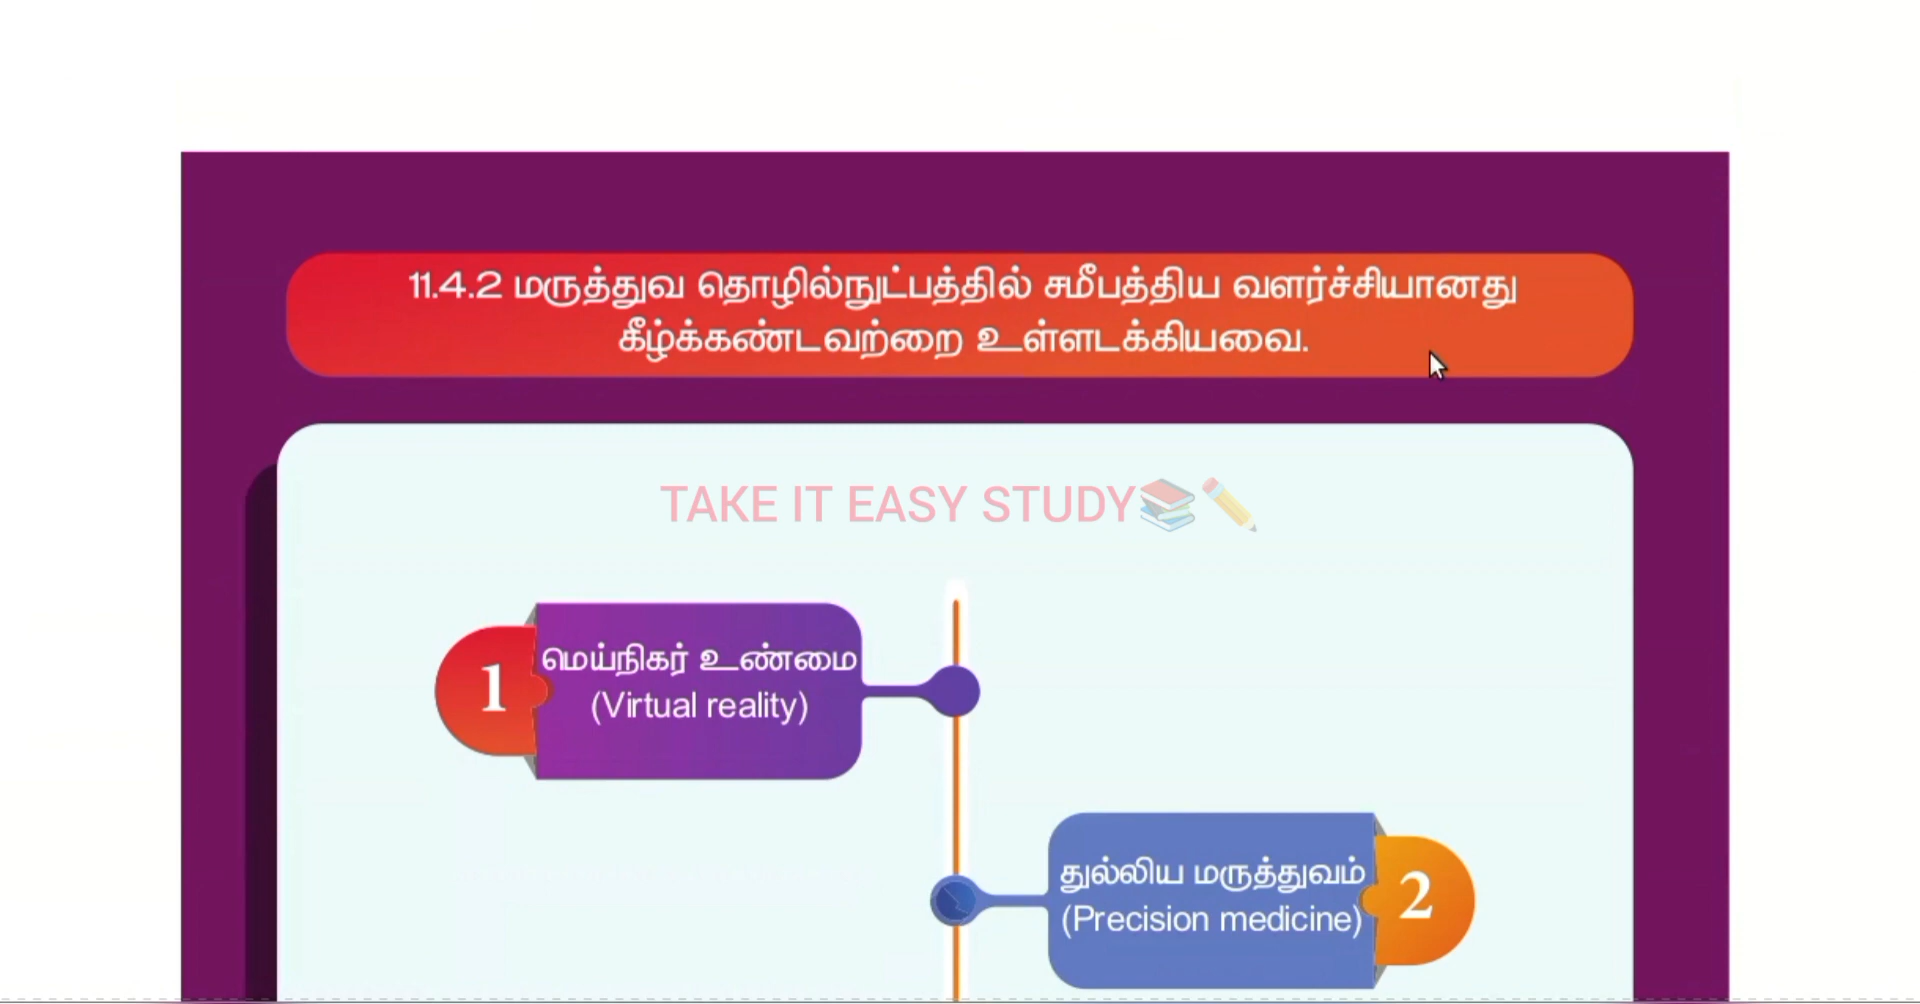 11.4.2 மருத்துவ தொழில்நுட்பத்தில் சமீபத்திய வளர்ச்சியானது
கீழ்க்கண்டவற்றை உள்ளடக்கியவை.
TAKE IT EASY STUDY📚✏️
1
மெய்நிகர் உண்மை
(Virtual reality)
துல்லிய மருத்துவம்
(Precision medicine)
2